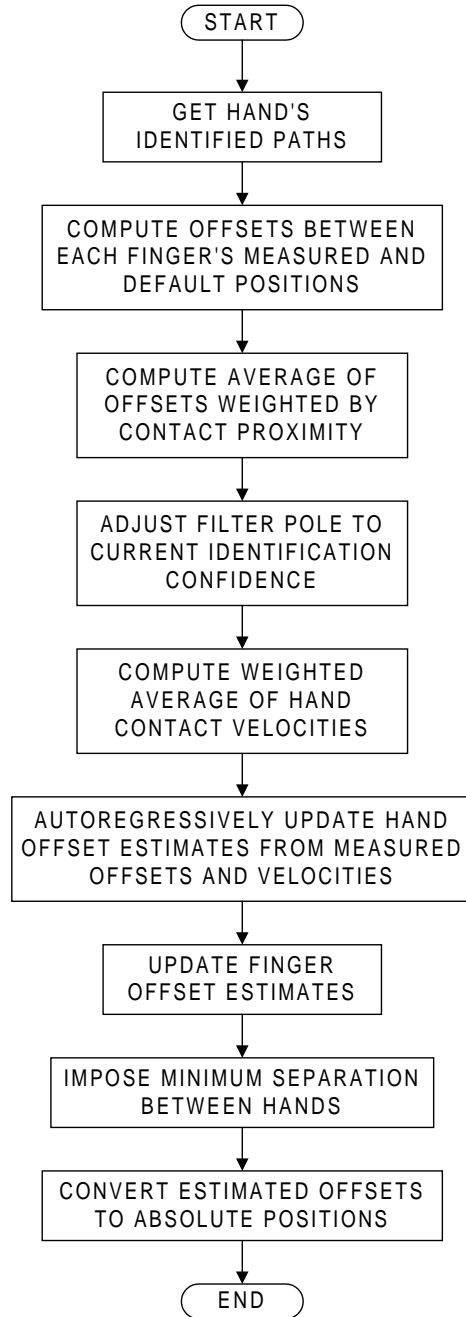 START
GET HAND'S
IDENTIFIED PATHS
COMPUTE OFFSETS BETWEEN
EACH FINGER'S MEASURED AND
DEFAULT POSITIONS
COMPUTE AVERAGE OF
OFFSETS WEIGHTED BY
CONTACT PROXIMITY
ADJUST FILTER POLE TO
CURRENT IDENTIFICATION
CONFIDENCE
COMPUTE WEIGHTED
AVERAGE OF HAND
CONTACT VELOCITIES
AUTOREGRESSIVELY UPDATE HAND
OFFSET ESTIMATES FROM MEASURED
OFFSETS AND VELOCITIES
UPDATE FINGER
OFFSET ESTIMATES
IMPOSE MINIMUM SEPARATION
BETWEEN HANDS
CONVERT ESTIMATED OFFSETS
TO ABSOLUTE POSITIONS
END